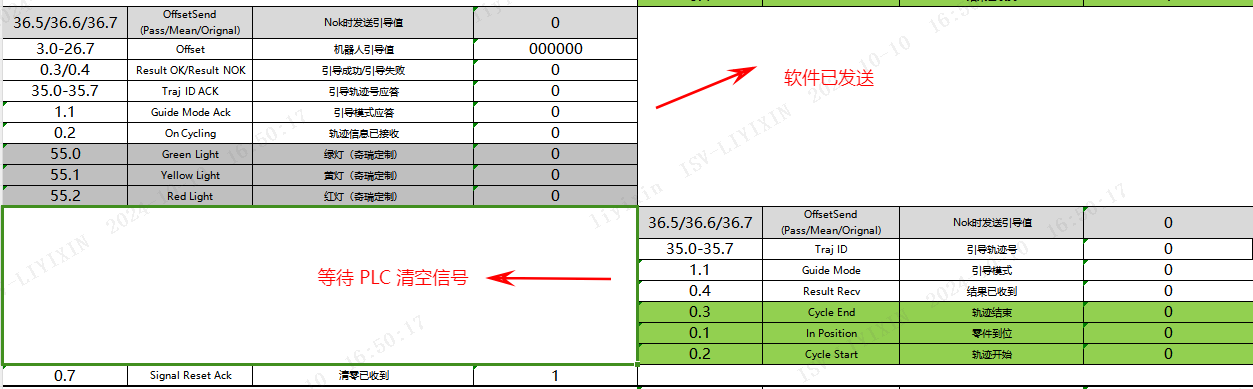 36.5/36.6/36.7 OffsetSend Nok时发送引导值 0
(Pass/Mean/Orignal)
3.0-26.7 Offset 机器人引导值 000000
0.3/0.4 Result OK/Result NOK 引导成功/引导失败 0
35.0-35.7 Traj ID ACK 引导轨迹号应答 0
1.1 Guide Mode Ack 引导模式应答 0
0.2 On Cycling 轨迹信息已接收 0
55.0 Green Light 绿灯（奇瑞定制） 0
55.1 Yellow Light 黄灯（奇瑞定制） 0
55.2 Red Light 红灯（奇瑞定制） 0
软件已发送
等待 PLC 清空信号
36.5/36.6/36.7 OffsetSend Nok时发送引导值 0
(Pass/Mean/Orignal)
35.0-35.7 Traj ID 引导轨迹号 0
1.1 Guide Mode 引导模式 0
0.4 Result Recv 结果已收到 0
0.3 Cycle End 轨迹结束 0
0.1 In Position 零件到位 0
0.2 Cycle Start 轨迹开始 0
0.7 Signal Reset Ack 清零已收到 1
ISV-LIYIXIN 2024-10-10 16:50:17
liyixin